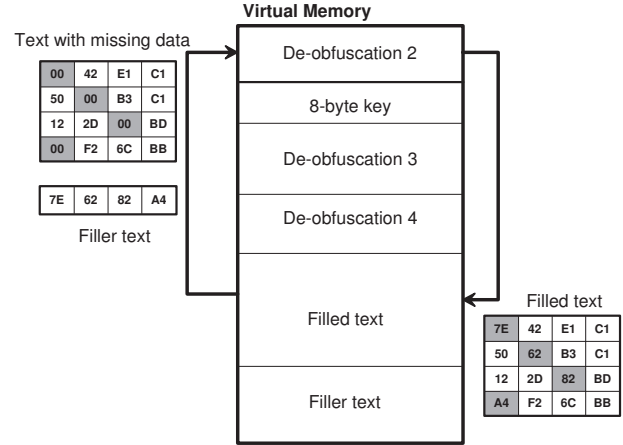 Virtual Memory
Text with missing data
00 42 E1 C1
50 00 B3 C1
12 2D 00 BD
00 F2 6C BB
7E 62 82 A4
Filler text
De-obfuscation 2
8-byte key
De-obfuscation 3
De-obfuscation 4
Filled text
Filler text
Filled text
7E 42 E1 C1
50 62 B3 C1
12 2D 82 BD
A4 F2 6C BB